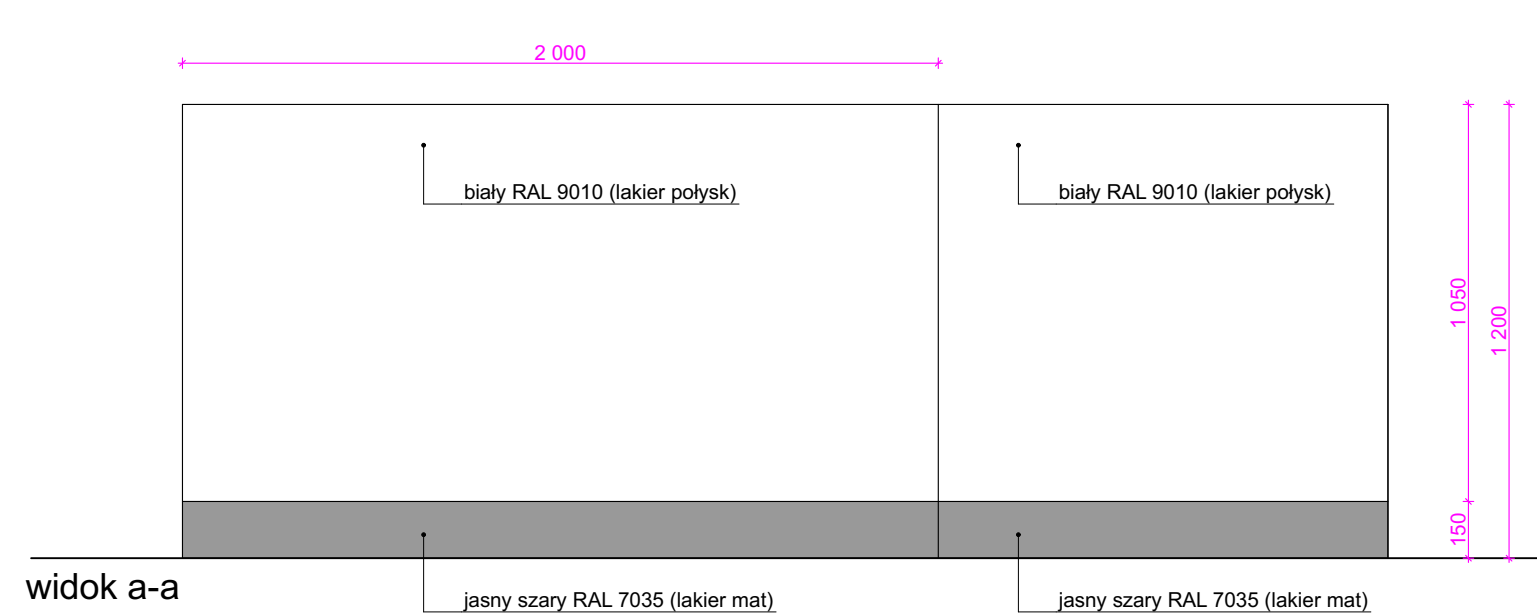 2 000
biały RAL 9010 (lakier połysk)
biały RAL 9010 (lakier połysk)
1 050
1 200
150
widok a-a
jasny szary RAL 7035 (lakier mat)
jasny szary RAL 7035 (lakier mat)